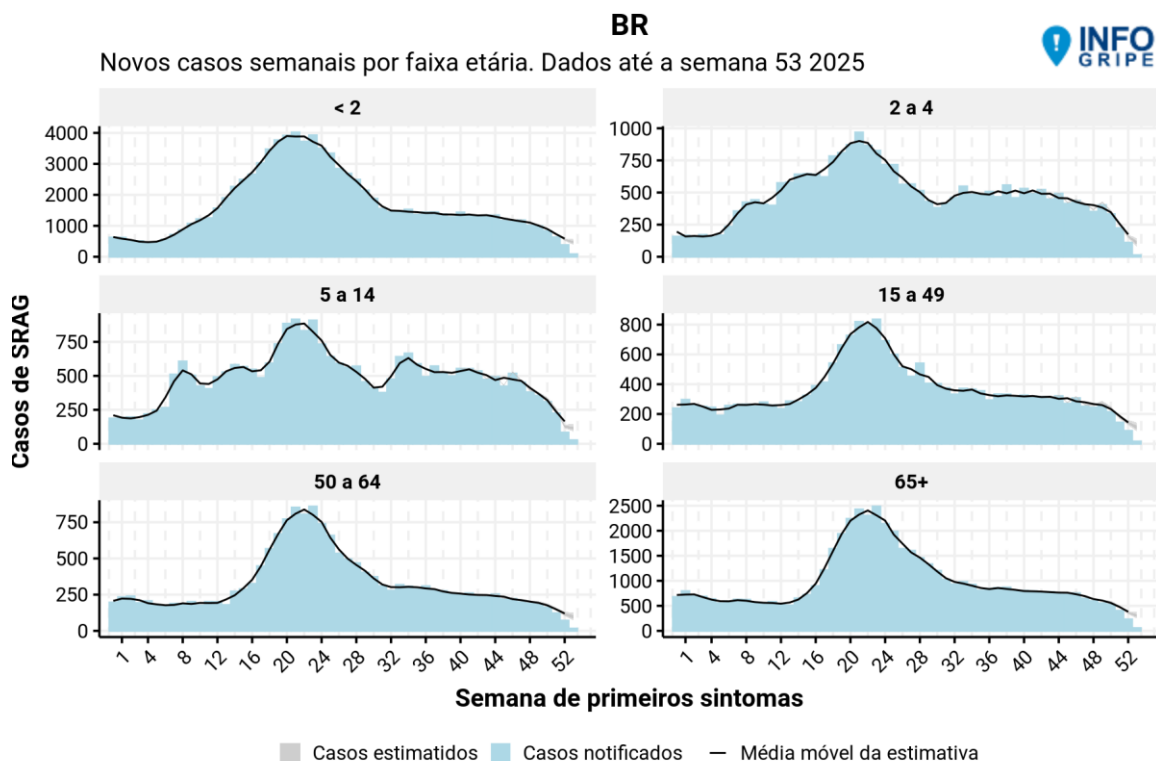 BR
INFO
GRIPE
Novos casos semanais por faixa etária. Dados até a semana 53 2025
Casos de SRAG
< 2
4000
3000
2000
1000
0
2 a 4
1000
750
500
250
0
5 a 14
750
500
250
0
15 a 49
800
600
400
200
0
50 a 64
750
500
250
0
1 4 8 12 16 20 24 28 32 36 40 44 48 52
65+
2500
2000
1500
1000
500
0
1 4 8 12 16 20 24 28 32 36 40 44 48 52
Semana de primeiros sintomas
Casos estimatidos Casos notificados Média móvel da estimativa